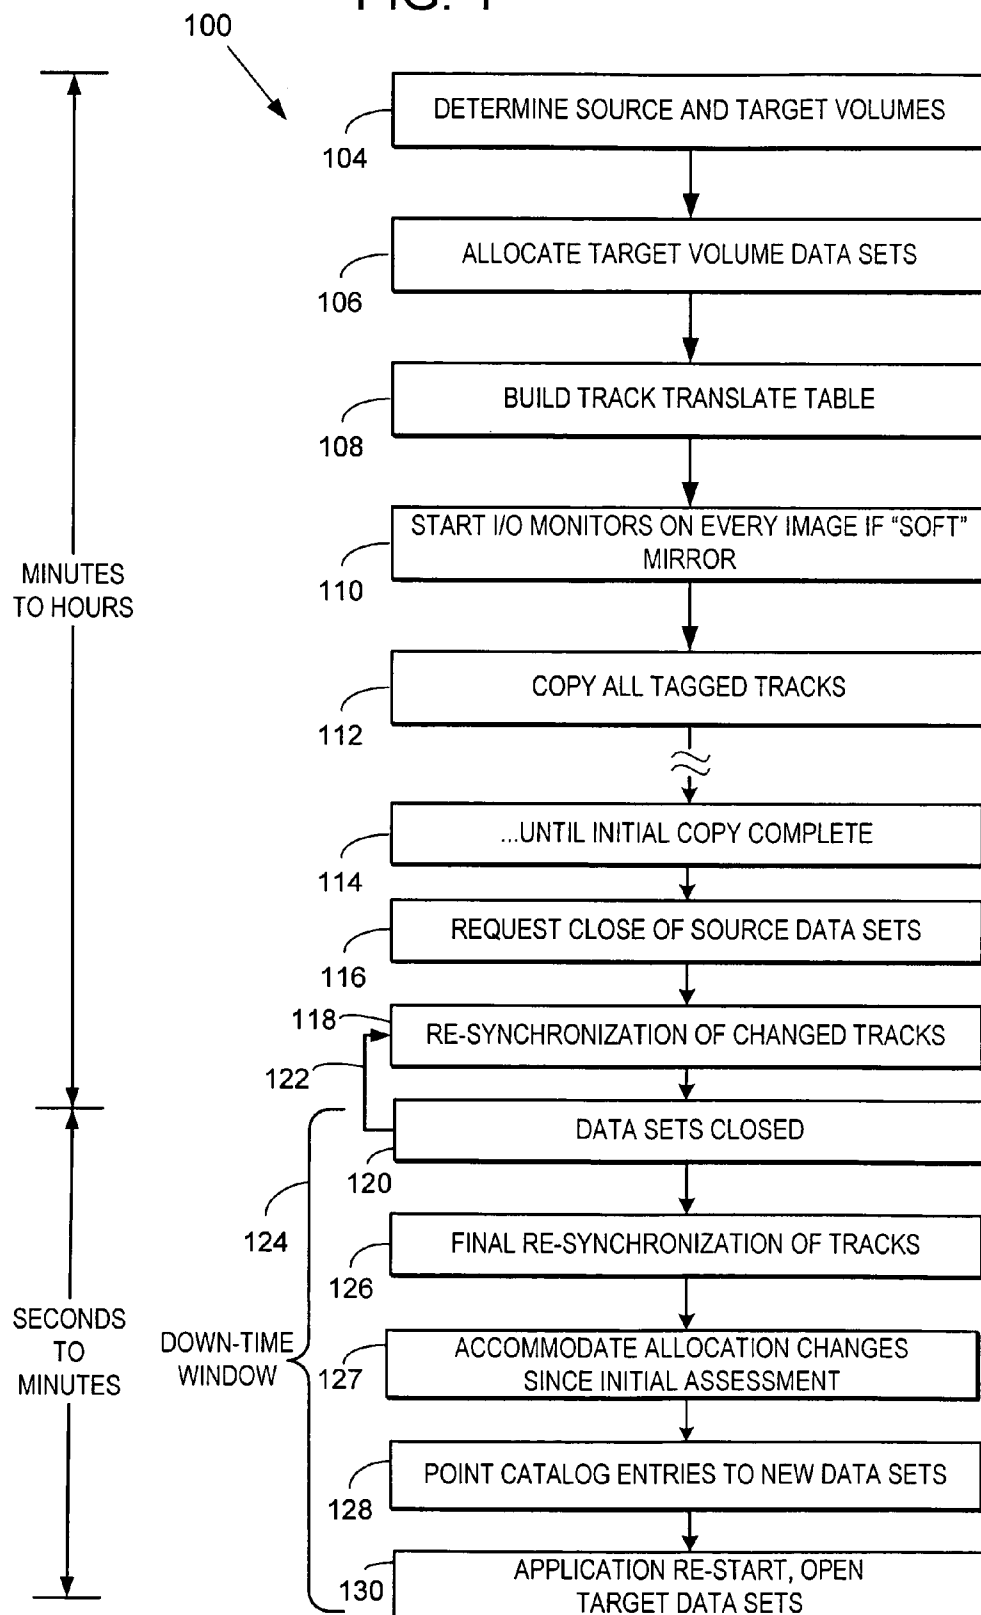 FIG. 1
100
DETERMINE SOURCE AND TARGET VOLUMES
104
ALLOCATE TARGET VOLUME DATA SETS
106
BUILD TRACK TRANSLATE TABLE
108
START I/O MONITORS ON EVERY IMAGE IF “SOFT”
MIRROR
110
MINUTES
TO HOURS
COPY ALL TAGGED TRACKS
112
...UNTIL INITIAL COPY COMPLETE
114
REQUEST CLOSE OF SOURCE DATA SETS
116
118
RE-SYNCHRONIZATION OF CHANGED TRACKS
122
DATA SETS CLOSED
120
124
FINAL RE-SYNCHRONIZATION OF TRACKS
126
SECONDS
TO
MINUTES
DOWN-TIME
WINDOW
ACCOMMODATE ALLOCATION CHANGES
SINCE INITIAL ASSESSMENT
127
POINT CATALOG ENTRIES TO NEW DATA SETS
128
APPLICATION RE-START, OPEN
TARGET DATA SETS
130